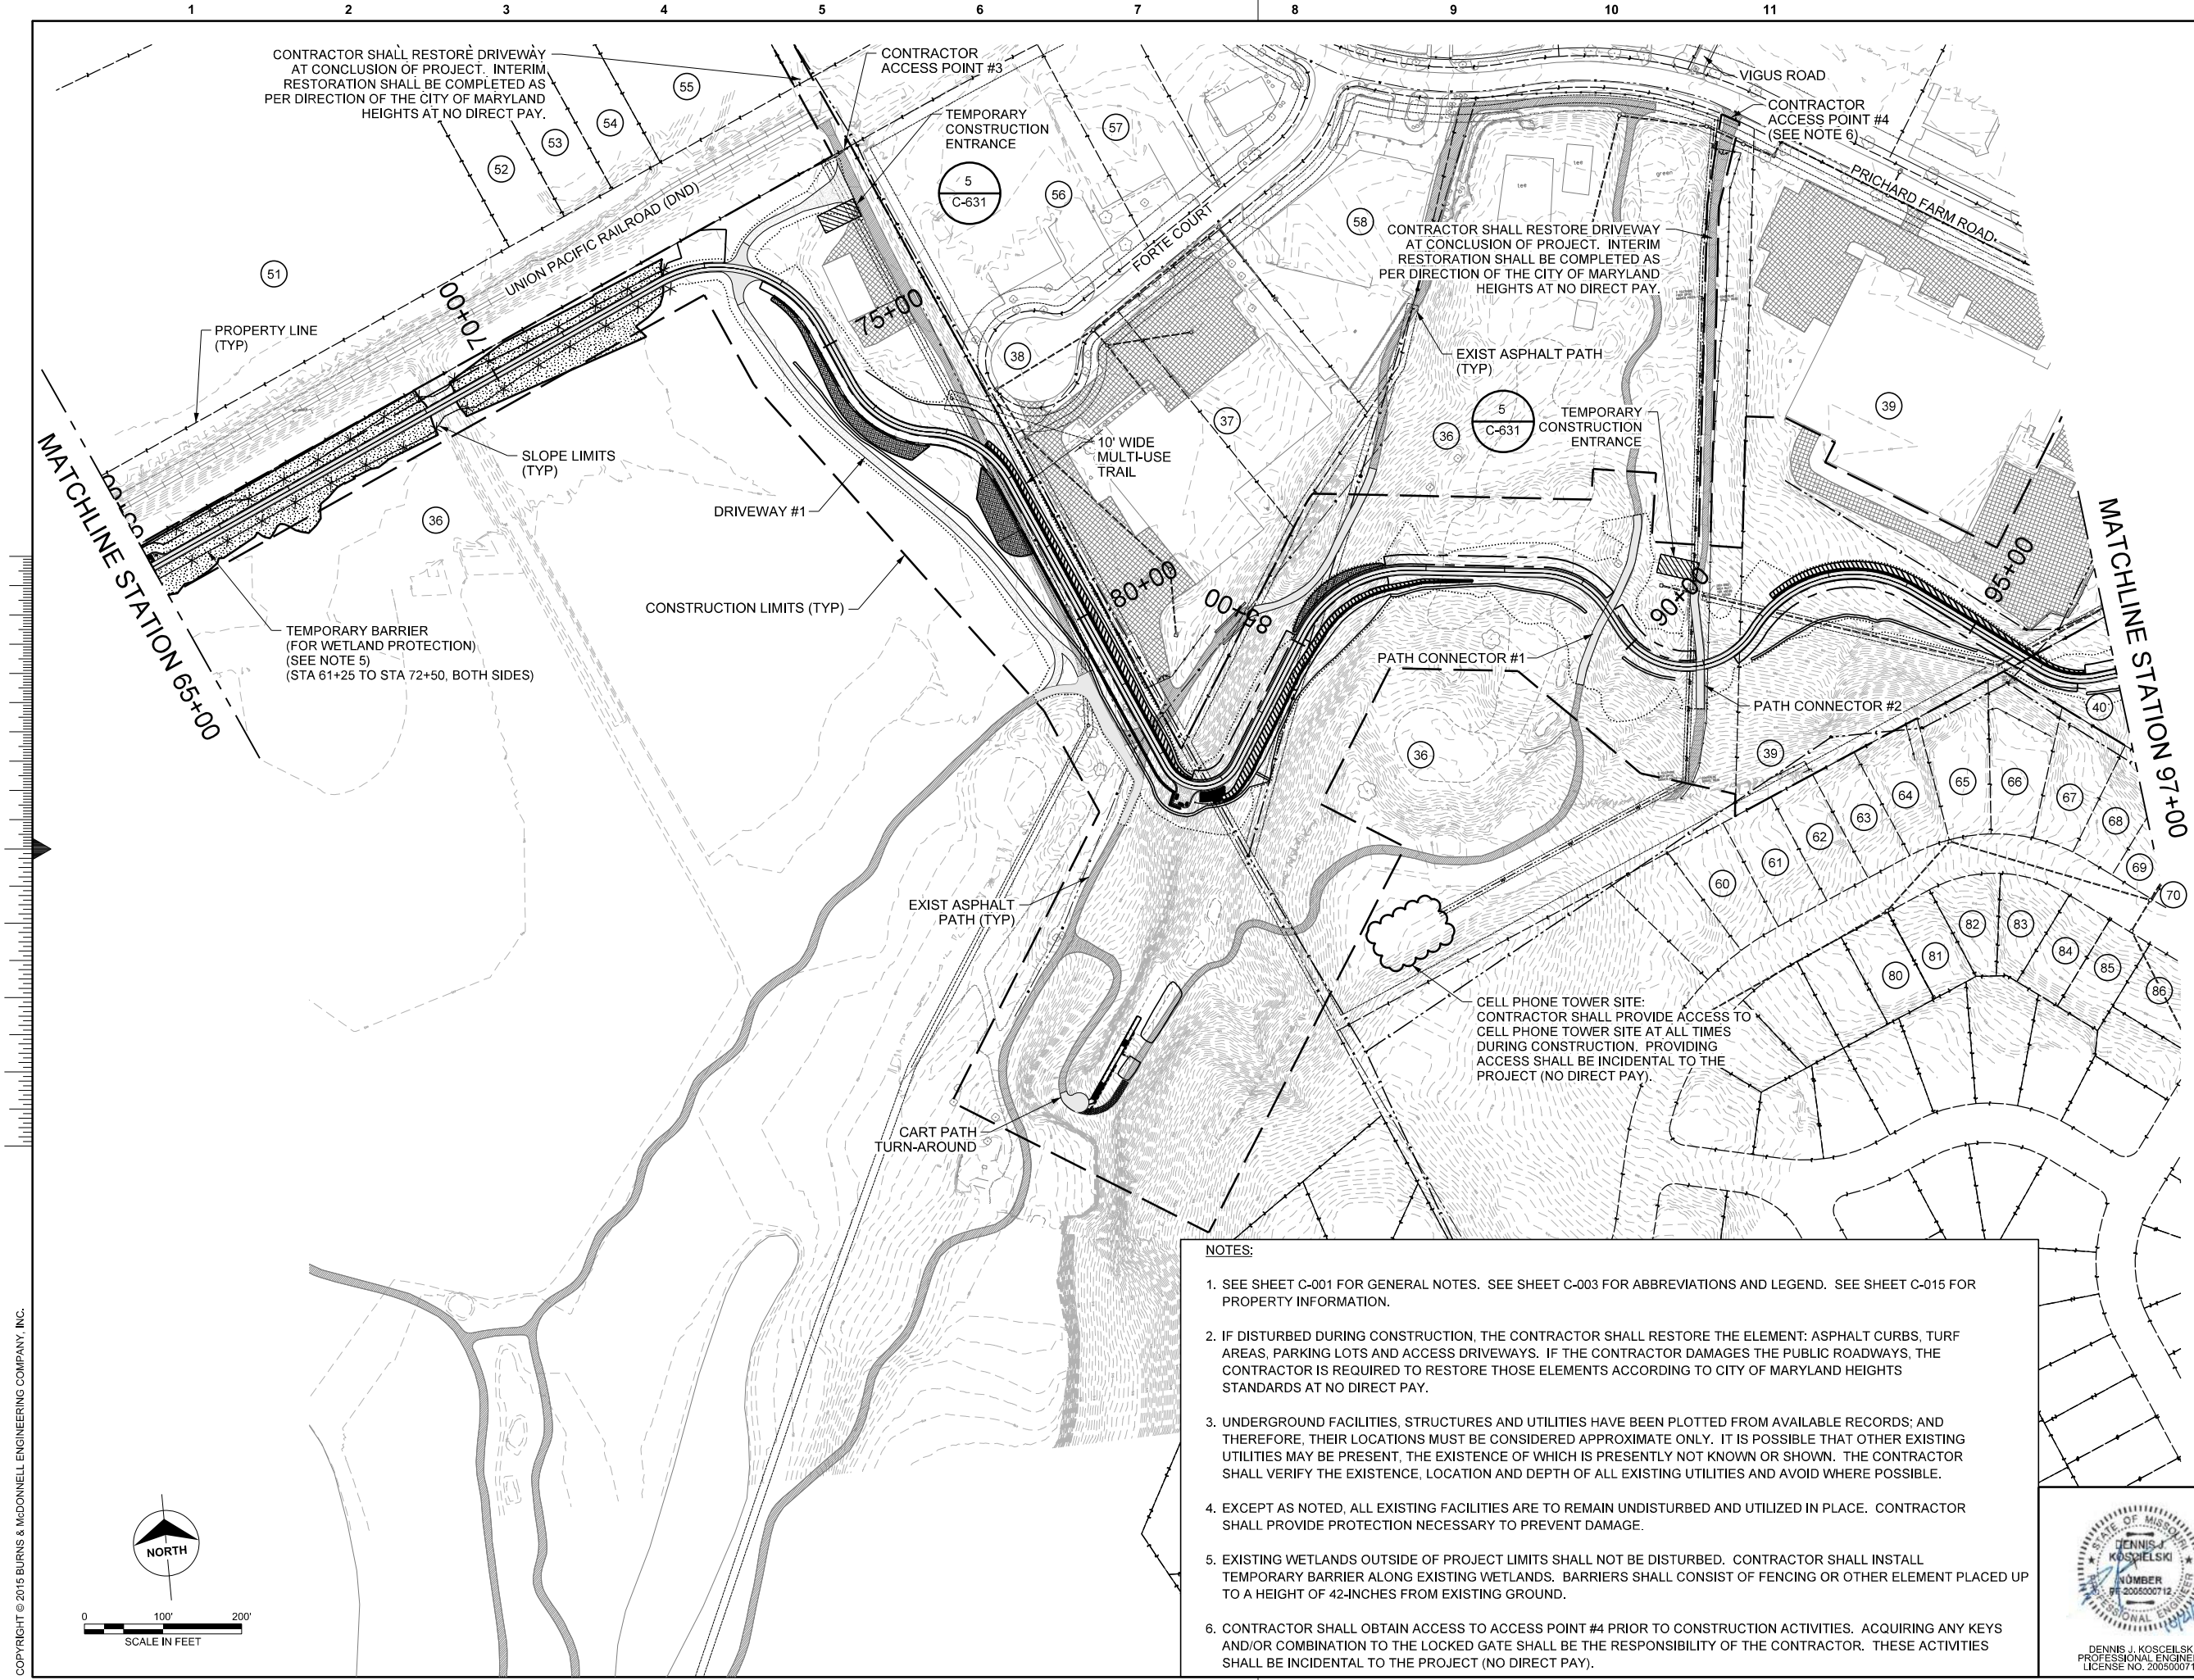 1 2 3 4 5 6 7 8 9 10 11
CONTRACTOR SHALL RESTORE DRIVEWAY
AT CONCLUSION OF PROJECT. INTERIM
RESTORATION SHALL BE COMPLETED AS
PER DIRECTION OF THE CITY OF MARYLAND
HEIGHTS AT NO DIRECT PAY.
CONTRACTOR
ACCESS POINT #3
TEMPORARY
CONSTRUCTION
ENTRANCE
5
C-631
VIGUS ROAD
CONTRACTOR
ACCESS POINT #4
(SEE NOTE 6)
PRICHARD FARM ROAD
FORTE COURT
UNION PACIFIC RAILROAD (DND)
51
52
53
54
55
56
57
58
CONTRACTOR SHALL RESTORE DRIVEWAY
AT CONCLUSION OF PROJECT. INTERIM
RESTORATION SHALL BE COMPLETED AS
PER DIRECTION OF THE CITY OF MARYLAND
HEIGHTS AT NO DIRECT PAY.
tee
tee
green
PROPERTY LINE
(TYP)
70+00
75+00
38
37
36
39
EXIST ASPHALT PATH
(TYP)
5
C-631
TEMPORARY
CONSTRUCTION
ENTRANCE
10' WIDE
MULTI-USE
TRAIL
SLOPE LIMITS
(TYP)
36
DRIVEWAY #1
CONSTRUCTION LIMITS (TYP)
MATCHLINE STATION 65+00
65+00
80+00
85+00
90+00
95+00
MATCHLINE STATION 97+00
TEMPORARY BARRIER
(FOR WETLAND PROTECTION)
(SEE NOTE 5)
(STA 61+25 TO STA 72+50, BOTH SIDES)
PATH CONNECTOR #1
PATH CONNECTOR #2
36
39
40
60
61
62
63
64
65
66
67
68
69
70
80
81
82
83
84
85
86
EXIST ASPHALT
PATH (TYP)
CELL PHONE TOWER SITE:
CONTRACTOR SHALL PROVIDE ACCESS TO
CELL PHONE TOWER SITE AT ALL TIMES
DURING CONSTRUCTION. PROVIDING
ACCESS SHALL BE INCIDENTAL TO THE
PROJECT (NO DIRECT PAY).
CART PATH
TURN-AROUND
NOTES:
1. SEE SHEET C-001 FOR GENERAL NOTES. SEE SHEET C-003 FOR ABBREVIATIONS AND LEGEND. SEE SHEET C-015 FOR
PROPERTY INFORMATION.
2. IF DISTURBED DURING CONSTRUCTION, THE CONTRACTOR SHALL RESTORE THE ELEMENT: ASPHALT CURBS, TURF
AREAS, PARKING LOTS AND ACCESS DRIVEWAYS. IF THE CONTRACTOR DAMAGES THE PUBLIC ROADWAYS, THE
CONTRACTOR IS REQUIRED TO RESTORE THOSE ELEMENTS ACCORDING TO CITY OF MARYLAND HEIGHTS
STANDARDS AT NO DIRECT PAY.
3. UNDERGROUND FACILITIES, STRUCTURES AND UTILITIES HAVE BEEN PLOTTED FROM AVAILABLE RECORDS; AND
THEREFORE, THEIR LOCATIONS MUST BE CONSIDERED APPROXIMATE ONLY. IT IS POSSIBLE THAT OTHER EXISTING
UTILITIES MAY BE PRESENT, THE EXISTENCE OF WHICH IS PRESENTLY NOT KNOWN OR SHOWN. THE CONTRACTOR
SHALL VERIFY THE EXISTENCE, LOCATION AND DEPTH OF ALL EXISTING UTILITIES AND AVOID WHERE POSSIBLE.
4. EXCEPT AS NOTED, ALL EXISTING FACILITIES ARE TO REMAIN UNDISTURBED AND UTILIZED IN PLACE. CONTRACTOR
SHALL PROVIDE PROTECTION NECESSARY TO PREVENT DAMAGE.
5. EXISTING WETLANDS OUTSIDE OF PROJECT LIMITS SHALL NOT BE DISTURBED. CONTRACTOR SHALL INSTALL
TEMPORARY BARRIER ALONG EXISTING WETLANDS. BARRIERS SHALL CONSIST OF FENCING OR OTHER ELEMENT PLACED UP
TO A HEIGHT OF 42-INCHES FROM EXISTING GROUND.
6. CONTRACTOR SHALL OBTAIN ACCESS TO ACCESS POINT #4 PRIOR TO CONSTRUCTION ACTIVITIES. ACQUIRING ANY KEYS
AND/OR COMBINATION TO THE LOCKED GATE SHALL BE THE RESPONSIBILITY OF THE CONTRACTOR. THESE ACTIVITIES
SHALL BE INCIDENTAL TO THE PROJECT (NO DIRECT PAY).
NORTH
0 100' 200'
SCALE IN FEET
COPYRIGHT © 2015 BURNS & McDONNELL ENGINEERING COMPANY, INC.
STATE OF MISSOURI
DENNIS J.
KOSCIELSKI
NUMBER
PE-2005000712
PROFESSIONAL ENGINEER
DENNIS J. KOSCEILSK
PROFESSIONAL ENGINE
LICENSE NO. 200500071